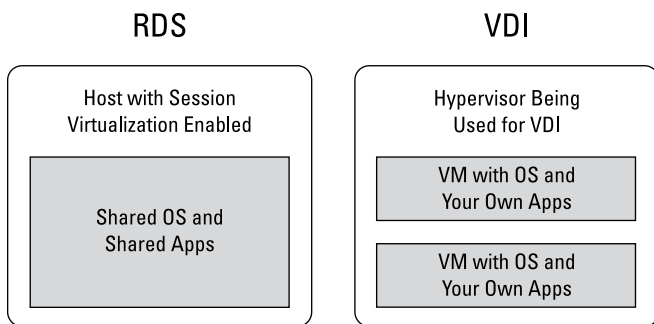 RDS
Host with Session
Virtualization Enabled
Shared OS and
Shared Apps
VDI
Hypervisor Being
Used for VDI
VM with OS and
Your Own Apps
VM with OS and
Your Own Apps